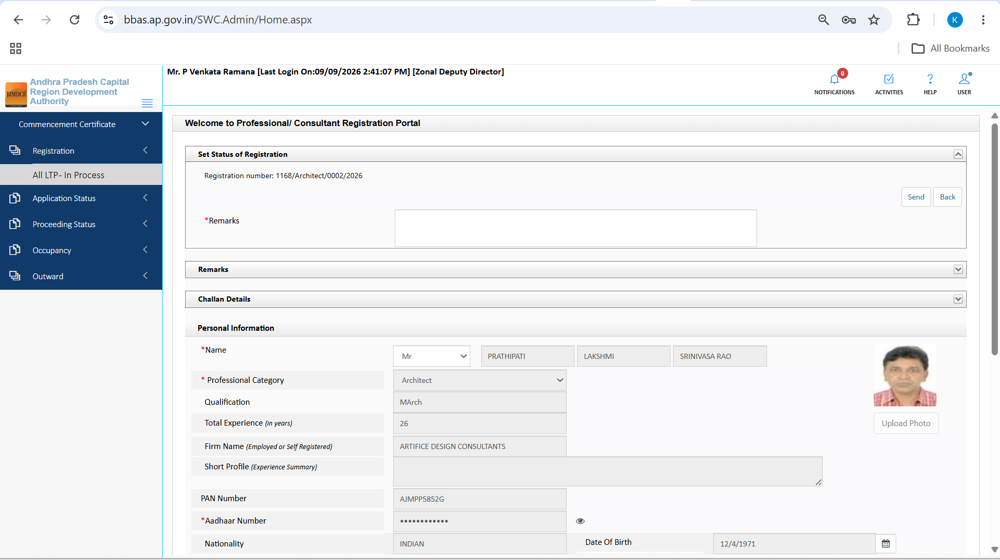 bbas.ap.gov.in/SWC.Admin/Home.aspx
K
All Bookmarks
BIMDCR
Andhra Pradesh Capital
Region Development
Authority
Mr. P Venkata Ramana [Last Login On:09/09/2026 2:41:07 PM] [Zonal Deputy Director]
0
NOTIFICATIONS
ACTIVITIES
?
HELP
USER
Commencement Certificate
Registration
All LTP- In Process
Application Status
Proceeding Status
Occupancy
Outward
Welcome to Professional/ Consultant Registration Portal
Set Status of Registration
Registration number: 1168/Architect/0002/2026
Send Back
*Remarks
Remarks
Challan Details
Personal Information
*Name Mr PRATHIPATI LAKSHMI SRINIVASA RAO
* Professional Category Architect
Qualification MArch
Total Experience (in years) 26
Upload Photo
Firm Name (Employed or Self Registered) ARTIFICE DESIGN CONSULTANTS
Short Profile (Experience Summary)
PAN Number AJMPP5852G
*Aadhaar Number ••••••••••••
Nationality INDIAN Date Of Birth 12/4/1971